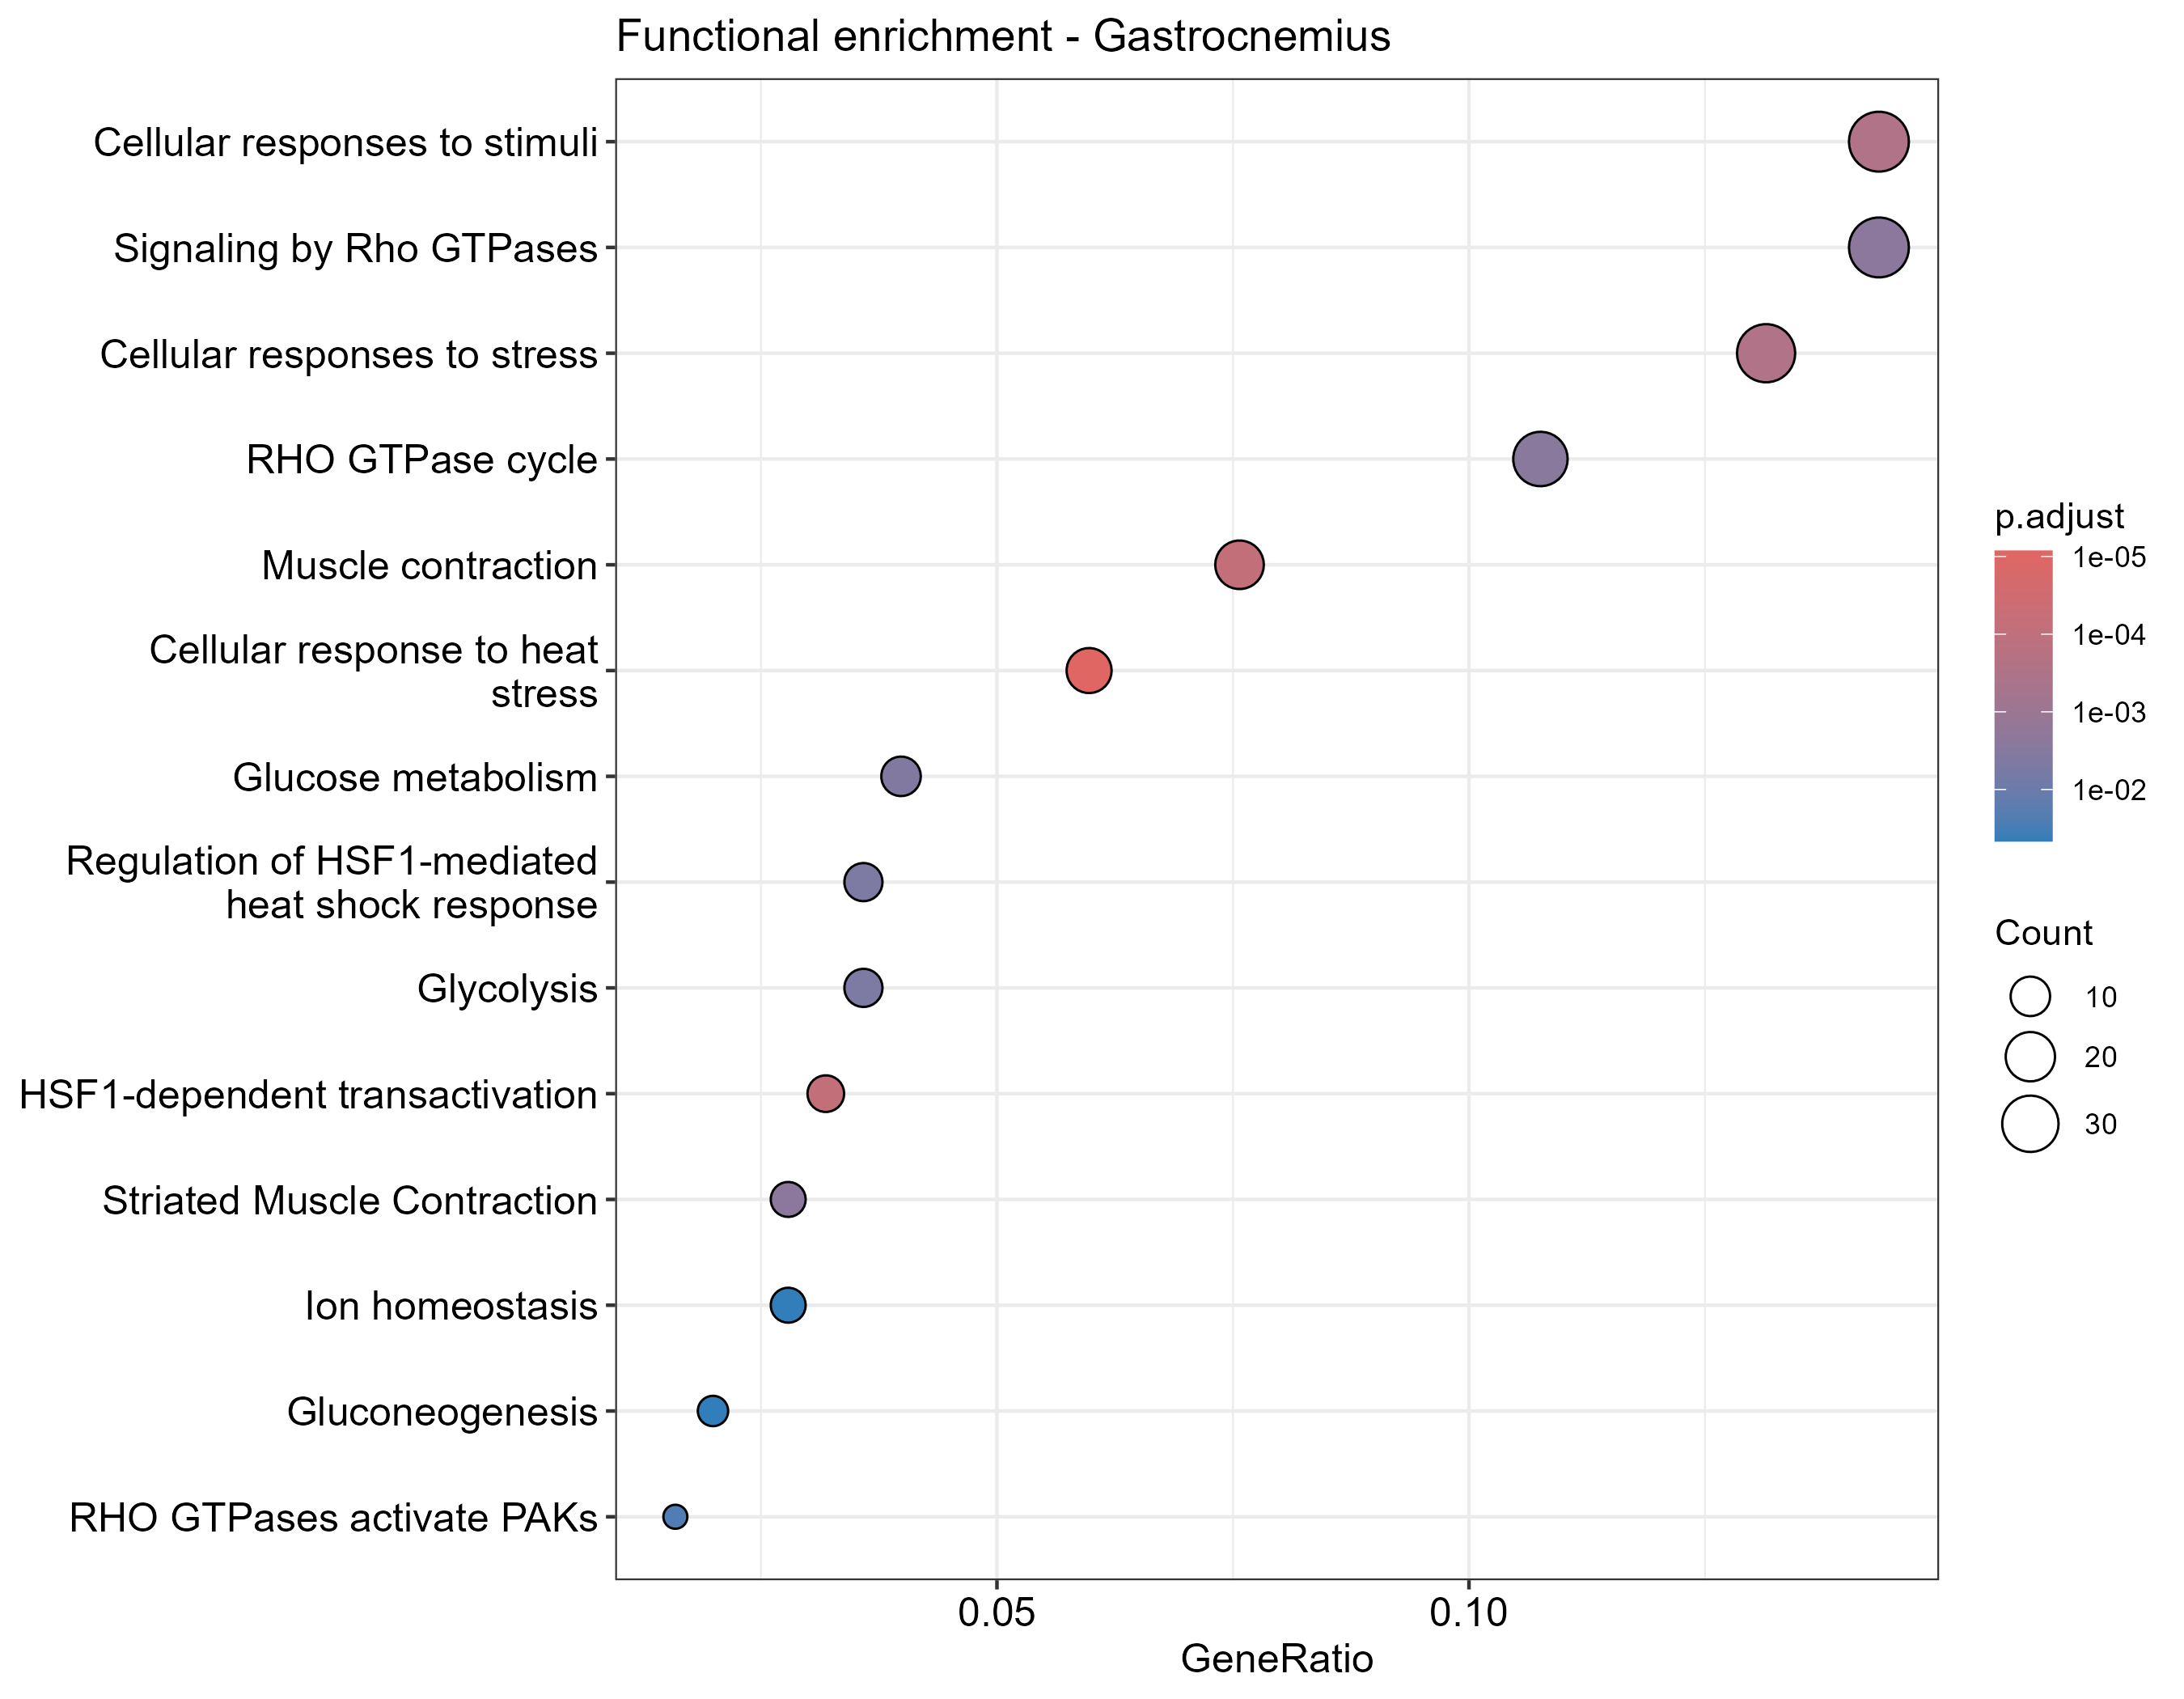 Functional enrichment - Gastrocnemius
Cellular responses to stimuli
Signaling by Rho GTPases
Cellular responses to stress
RHO GTPase cycle
Muscle contraction
Cellular response to heat
stress
Glucose metabolism
Regulation of HSF1-mediated
heat shock response
Glycolysis
HSF1-dependent transactivation
Striated Muscle Contraction
Ion homeostasis
Gluconeogenesis
RHO GTPases activate PAKs
0.05
0.10
GeneRatio
p.adjust
1e-05
1e-04
1e-03
1e-02
Count
10
20
30